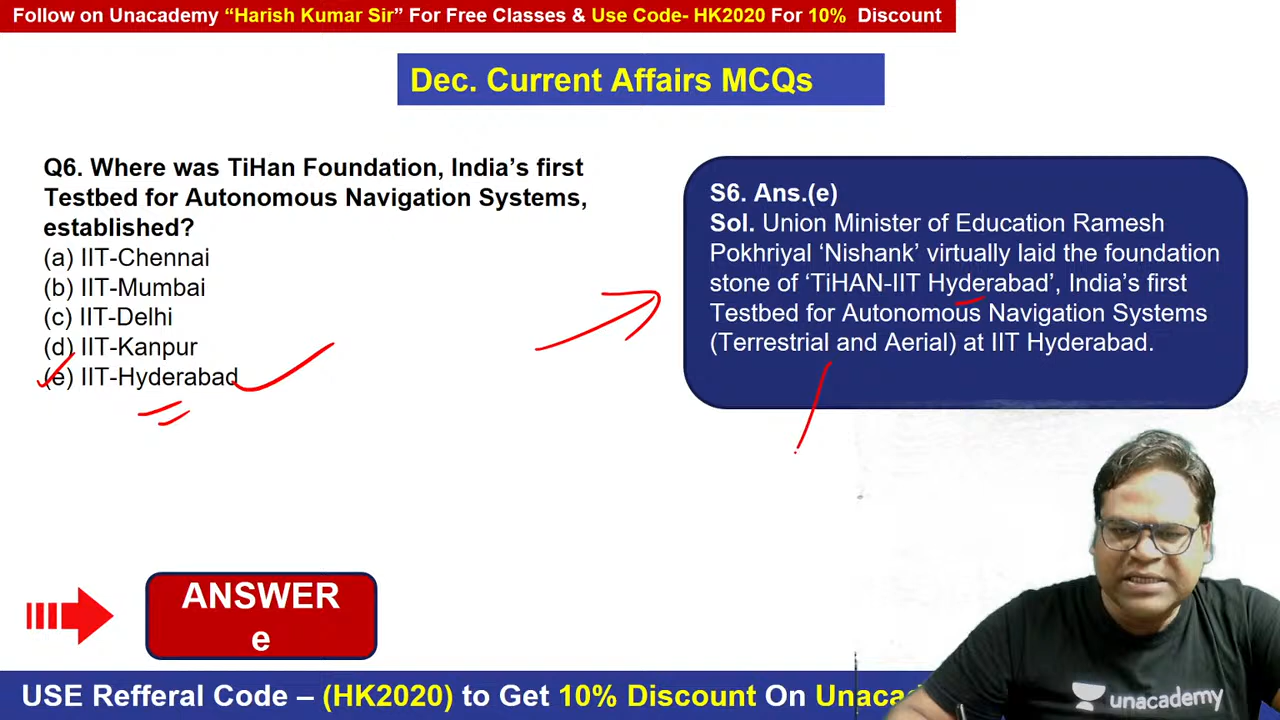 Follow on Unacademy “Harish Kumar Sir” For Free Classes & Use Code- HK2020 For 10% Discount
Dec. Current Affairs MCQs
Q6. Where was TiHan Foundation, India’s first
Testbed for Autonomous Navigation Systems,
established?
(a) IIT-Chennai
(b) IIT-Mumbai
(c) IIT-Delhi
(d) IIT-Kanpur
(e) IIT-Hyderabad
S6. Ans.(e)
Sol. Union Minister of Education Ramesh
Pokhriyal ‘Nishank’ virtually laid the foundation
stone of ‘TiHAN-IIT Hyderabad’, India’s first
Testbed for Autonomous Navigation Systems
(Terrestrial and Aerial) at IIT Hyderabad.
ANSWER
e
USE Refferal Code – (HK2020) to Get 10% Discount On
unacademy